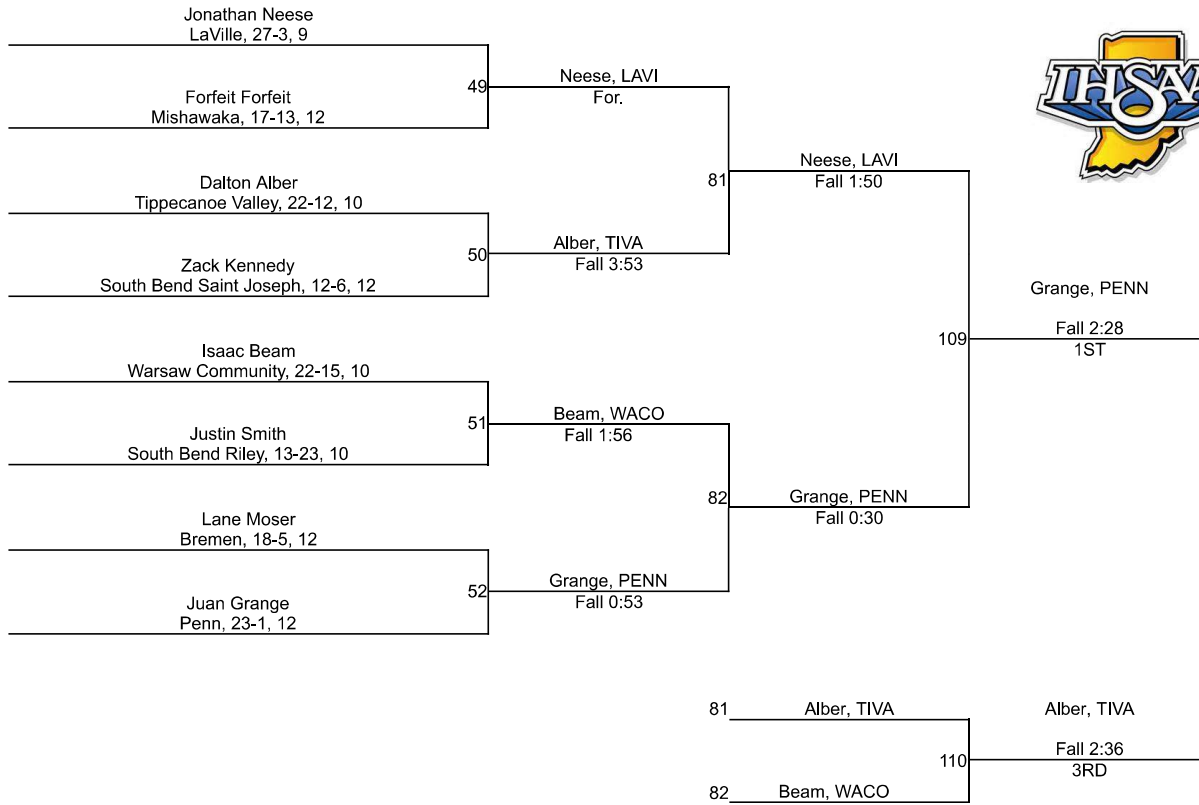 Jonathan Neese
LaVille, 27-3, 9
Forfeit Forfeit
Mishawaka, 17-13, 12
49
Neese, LAVI
For.
Dalton Alber
Tippecanoe Valley, 22-12, 10
Zack Kennedy
South Bend Saint Joseph, 12-6, 12
50
Alber, TIVA
Fall 3:53
81
Neese, LAVI
Fall 1:50
Isaac Beam
Warsaw Community, 22-15, 10
Justin Smith
South Bend Riley, 13-23, 10
51
Beam, WACO
Fall 1:56
Lane Moser
Bremen, 18-5, 12
Juan Grange
Penn, 23-1, 12
52
Grange, PENN
Fall 0:53
82
Grange, PENN
Fall 0:30
109
Grange, PENN
Fall 2:28
1ST
81
Alber, TIVA
82
Beam, WACO
110
Alber, TIVA
Fall 2:36
3RD
IHSAA